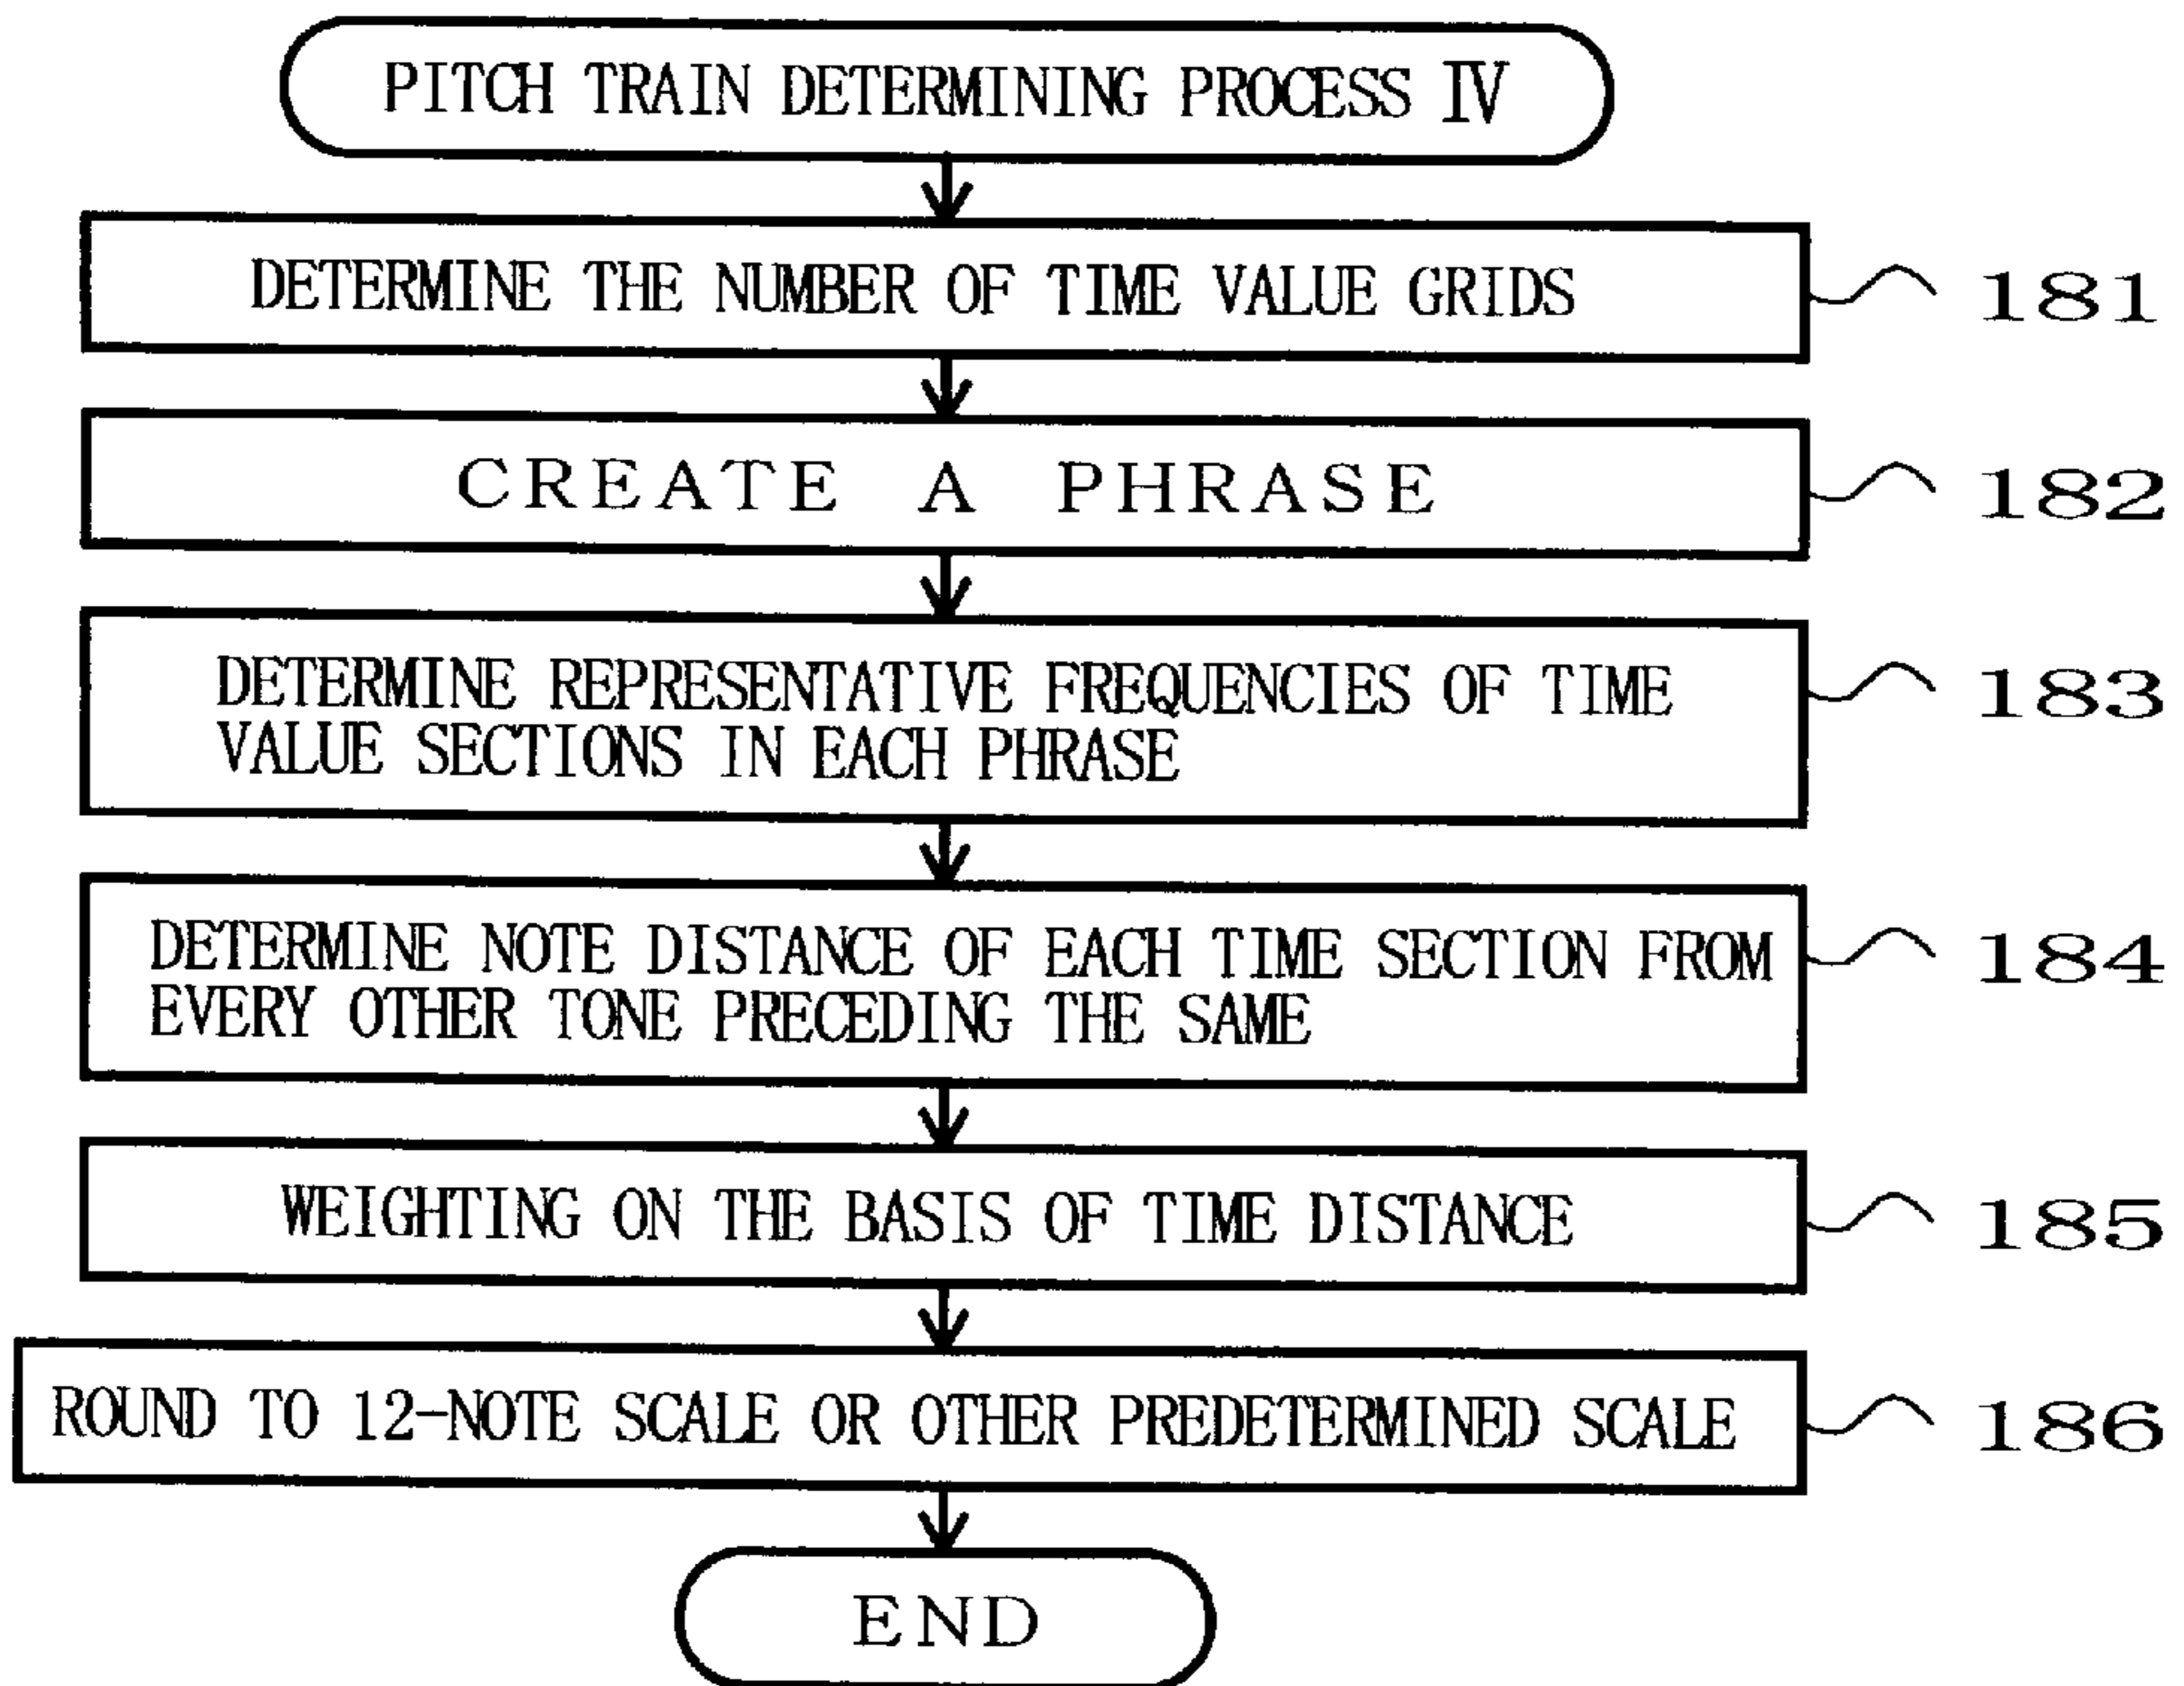 PITCH TRAIN DETERMINING PROCESS IV
DETERMINE THE NUMBER OF TIME VALUE GRIDS
181
CREATE A PHRASE
182
DETERMINE REPRESENTATIVE FREQUENCIES OF TIME
VALUE SECTIONS IN EACH PHRASE
183
DETERMINE NOTE DISTANCE OF EACH TIME SECTION FROM
EVERY OTHER TONE PRECEDING THE SAME
184
WEIGHTING ON THE BASIS OF TIME DISTANCE
185
ROUND TO 12-NOTE SCALE OR OTHER PREDETERMINED SCALE
186
END